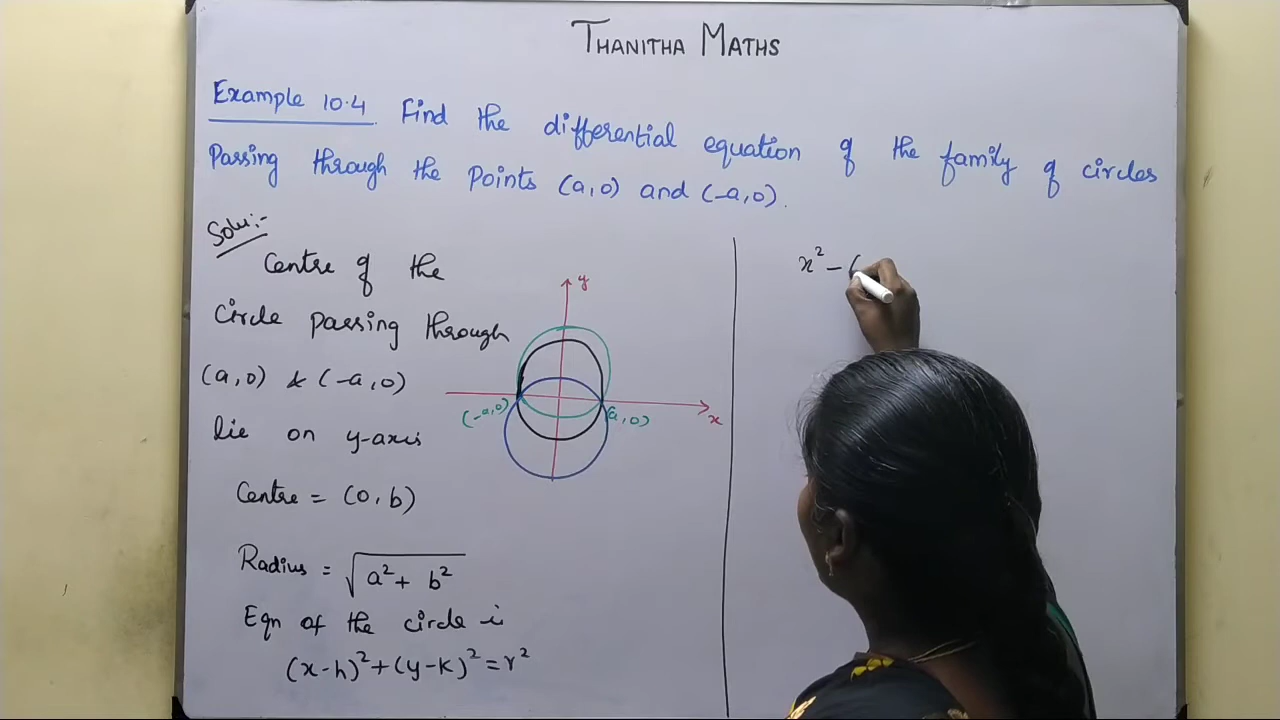 THANITHA MATHS
Example 10.4 Find the differential equation of the family of circles
Passing through the Points (a,0) and (-a,0).
Solu:-
Centre of the
Circle passing through
(a,0) & (-a,0)
lie on y-axis
Centre = (0,b)
Radius = √(a² + b²)
Eqn of the circle is
(x-h)² + (y-k)² = r²
y
(-a,0)
(a,0)
x
x² - (